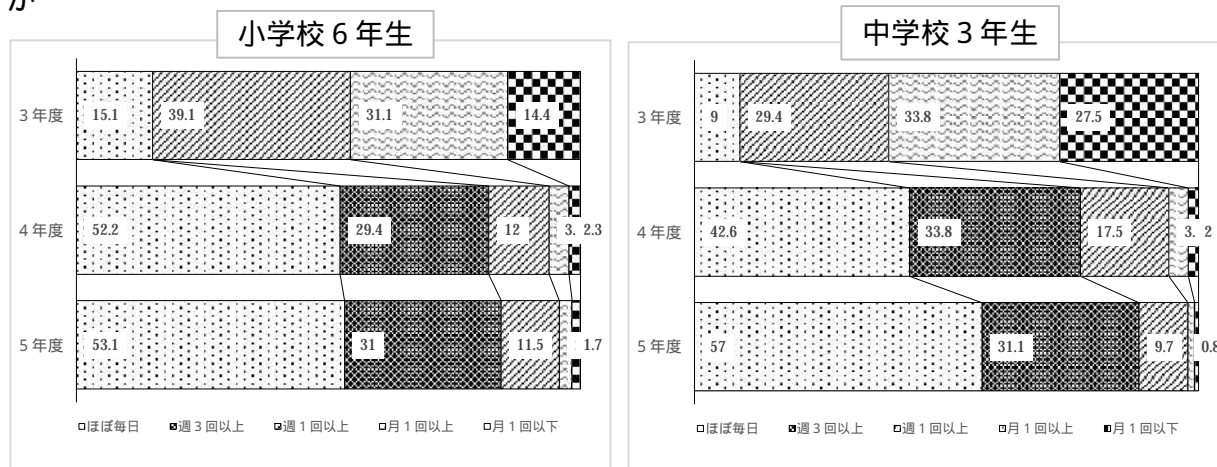 小学校６年生
3 年度
15.1
39.1
31.1
14.4
4 年度
52.2
29.4
12
3.
2.3
5 年度
53.1
31
11.5
1.7
□ほぼ毎日 週 3 回以上 週 1 回以上 月 1 回以上 月 1 回以下
中学校３年生
3 年度
9
29.4
33.8
27.5
4 年度
42.6
33.8
17.5
3.
2
5 年度
57
31.1
9.7
0.8
ほぼ毎日 週 3 回以上 週 1 回以上 月 1 回以上 月 1 回以下